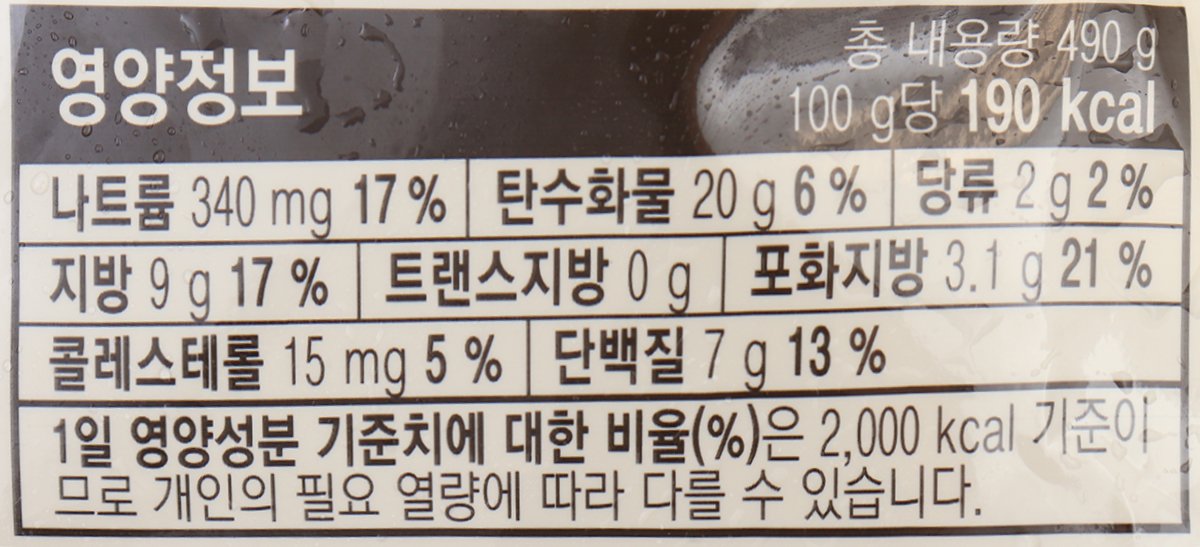 영양정보
총 내용량 490 g
100 g당 190 kcal
나트륨 340 mg 17 % 탄수화물 20 g 6 % 당류 2 g 2 %
지방 9 g 17 % 트랜스지방 0 g 포화지방 3.1 g 21 %
콜레스테롤 15 mg 5 % 단백질 7 g 13 %
1일 영양성분 기준치에 대한 비율(%)은 2,000 kcal 기준이
므로 개인의 필요 열량에 따라 다를 수 있습니다.